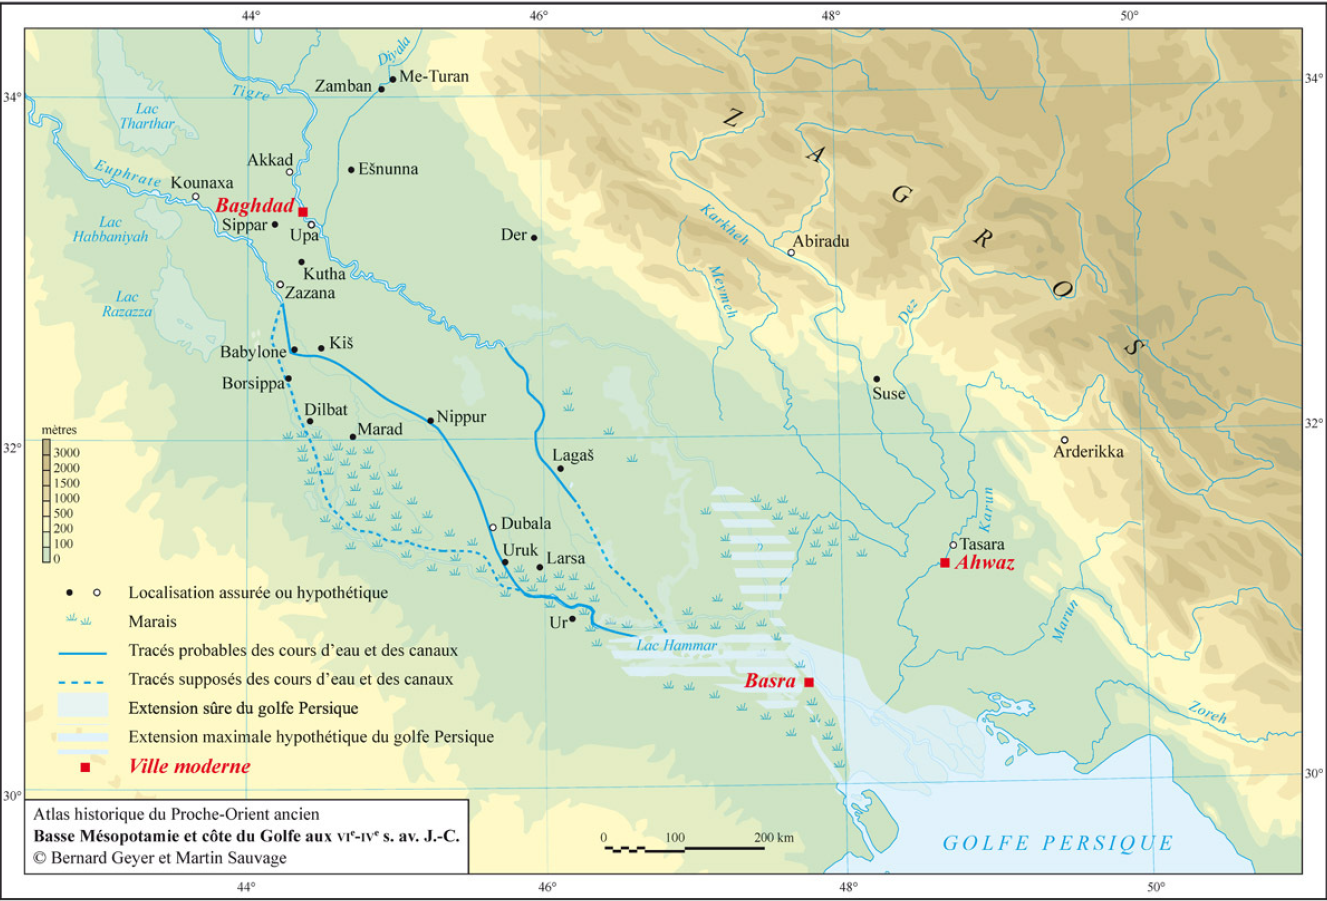 44°
46°
48°
50°
34°
34°
32°
32°
30°
30°
44°
46°
48°
50°
Diyala
Me-Turan
Zamban
Tigre
Lac
Tharthar
Akkad
Ešnunna
Euphrate
Kounaxa
Baghdad
Sippar
Upa
Lac
Habbaniyah
Kutha
Zazana
Lac
Razazza
Der
Z
A
G
R
O
S
Karkheh
Abiradu
Meymeh
Dez
Babylone
Kiš
Borsippa
Dilbat
Marad
Nippur
Suse
Lagaš
Arderikka
Dubala
Karun
Uruk
Larsa
Tasara
Ahwaz
Ur
Marun
Lac Hammar
Basra
Zoreh
GOLFE PERSIQUE
mètres
3000
2000
1500
1000
500
200
100
0
Localisation assurée ou hypothétique
Marais
Tracés probables des cours d'eau et des canaux
Tracés supposés des cours d'eau et des canaux
Extension sûre du golfe Persique
Extension maximale hypothétique du golfe Persique
Ville moderne
Atlas historique du Proche-Orient ancien
Basse Mésopotamie et côte du Golfe aux VIe-IVe s. av. J.-C.
© Bernard Geyer et Martin Sauvage
0 100 200 km